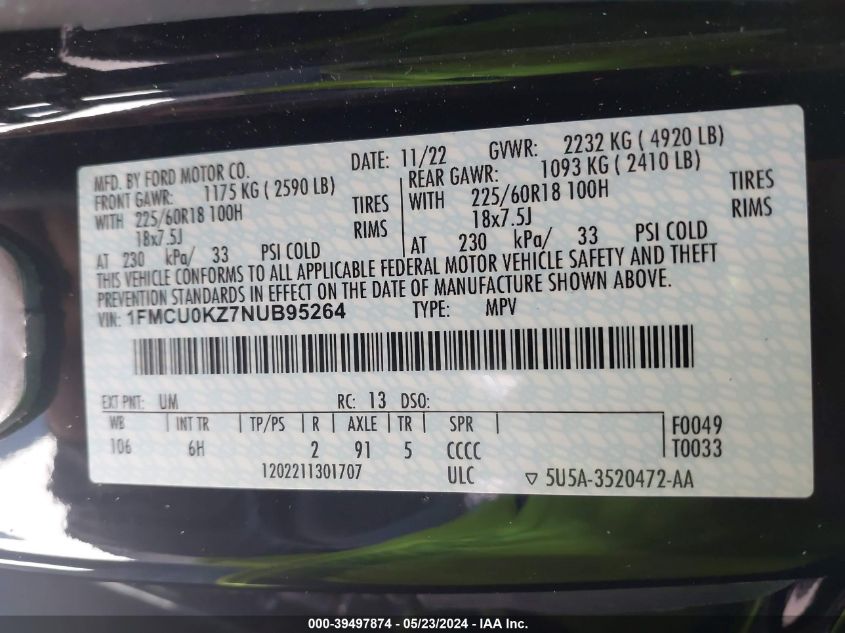 MFD. BY FORD MOTOR CO.
DATE: 11/22 GVWR: 2232 KG ( 4920 LB)
FRONT GAWR: 1175 KG ( 2590 LB)
REAR GAWR: 1093 KG ( 2410 LB)
WITH 225/60R18 100H TIRES
WITH 225/60R18 100H TIRES
18x7.5J RIMS
18x7.5J RIMS
AT 230 kPa/ 33 PSI COLD
AT 230 kPa/ 33 PSI COLD
THIS VEHICLE CONFORMS TO ALL APPLICABLE FEDERAL MOTOR VEHICLE SAFETY AND THEFT
PREVENTION STANDARDS IN EFFECT ON THE DATE OF MANUFACTURE SHOWN ABOVE.
VIN: 1FMCU0KZ7NUB95264 TYPE: MPV
EXT PNT: UM RC: 13 DSO:
WB INT TR TP/PS R AXLE TR SPR F0049
106 6H 2 91 5 CCCC T0033
1202211301707 ULC ▽ 5U5A-3520472-AA
000-39497874 - 05/23/2024 - IAA Inc.